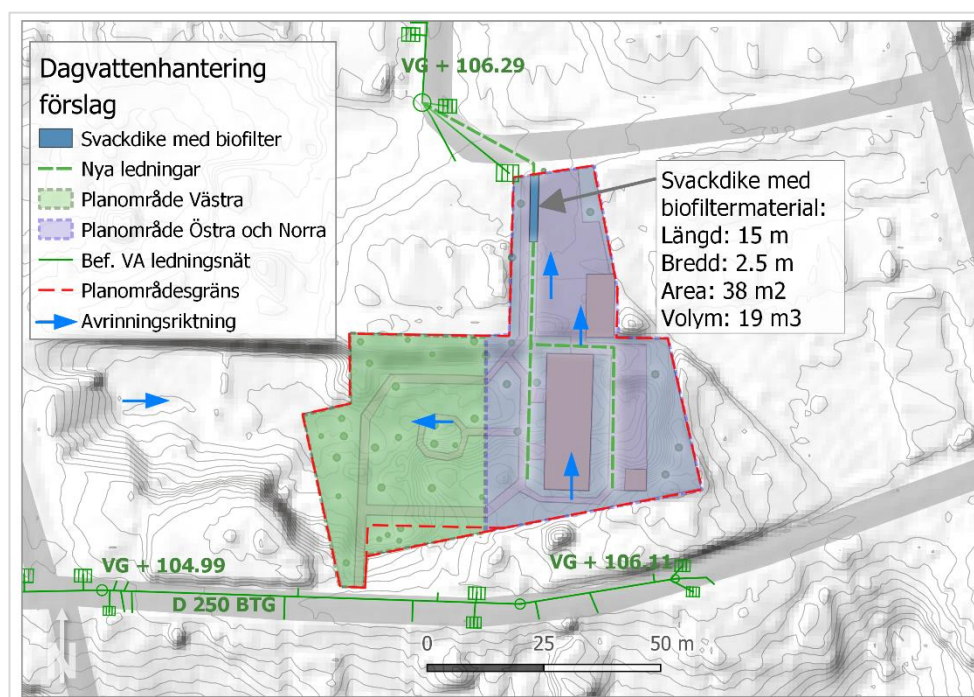 Dagvattenhantering
förslag
Svackdike med biofilter
Nya ledningar
Planområde Västra
Planområde Östra och Norra
Bef. VA ledningsnät
Planområdesgräns
Avrinningsriktning
VG + 106.29
Svackdike med
biofiltermaterial:
Längd: 15 m
Bredd: 2.5 m
Area: 38 m2
Volym: 19 m3
VG + 104.99
VG + 106.11
D 250 BTG
0 25 50 m
N